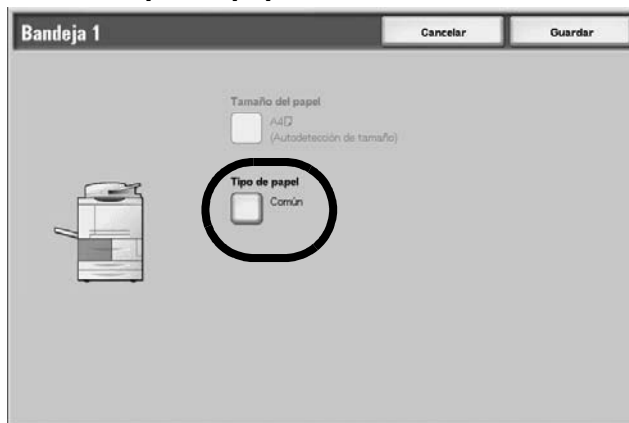 Bandeja 1
Cancelar
Guardar
Tamaño del papel
A4
(Autodetección de tamaño)
Tipo de papel
Común